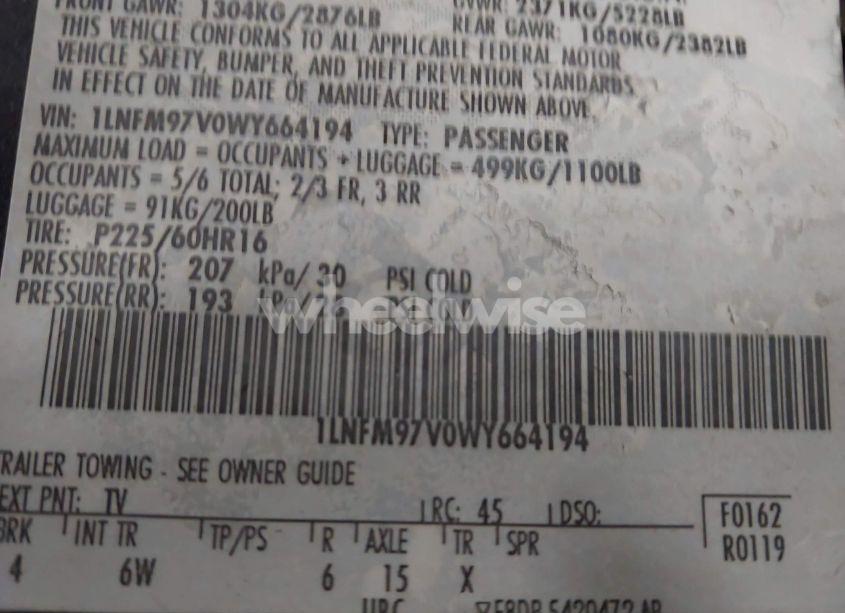 FRONT GAWR: 1304KG/2876LB
GVWR: 2371KG/5228LB
REAR GAWR: 1080KG/2382LB
THIS VEHICLE CONFORMS TO ALL APPLICABLE FEDERAL MOTOR
VEHICLE SAFETY, BUMPER, AND THEFT PREVENTION STANDARDS
IN EFFECT ON THE DATE OF MANUFACTURE SHOWN ABOVE.
VIN: 1LNFM97V0WY664194 TYPE: PASSENGER
MAXIMUM LOAD = OCCUPANTS + LUGGAGE = 499KG/1100LB
OCCUPANTS = 5/6 TOTAL; 2/3 FR, 3 RR
LUGGAGE = 91KG/200LB
TIRE: P225/60HR16
PRESSURE(FR): 207 kPa/ 30 PSI COLD
PRESSURE(RR): 193 kPa/ PSI COLD
wheelwise
1LNFM97V0WY664194
TRAILER TOWING - SEE OWNER GUIDE
EXT PNT: TV RC: 45 DSO:
F0162
R0119
BRK INT TR TP/PS R AXLE TR SPR
4 6W 6 15 X